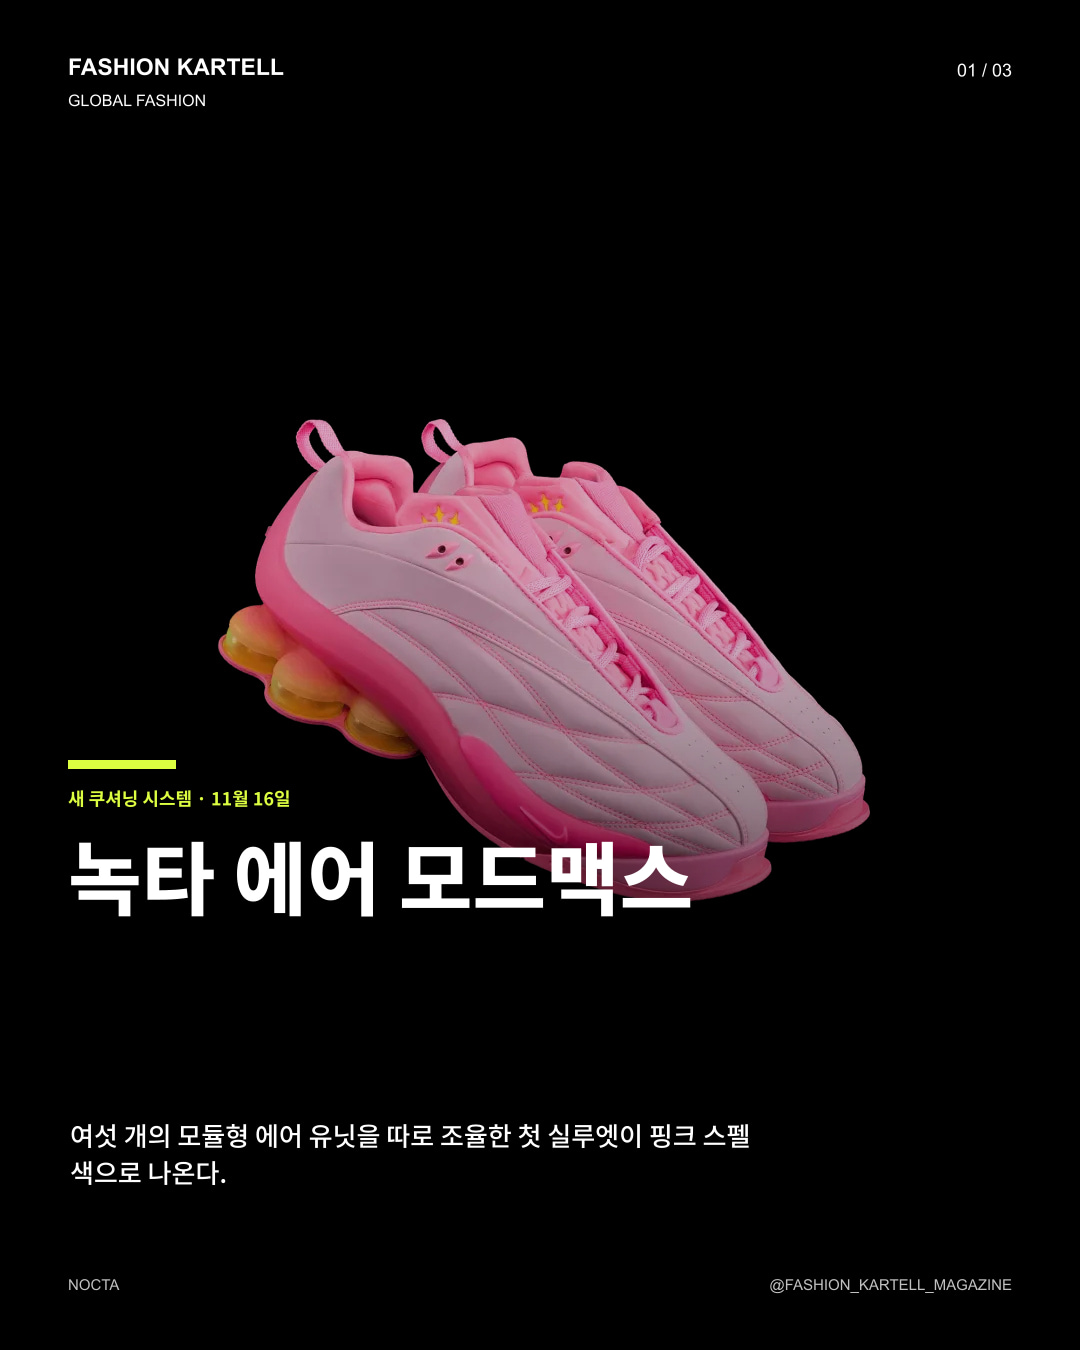 FASHION KARTELL
01 / 03
GLOBAL FASHION
새 쿠셔닝 시스템 · 11월 16일
녹타 에어 모드맥스
여섯 개의 모듈형 에어 유닛을 따로 조율한 첫 실루엣이 핑크 스펠
색으로 나온다.
NOCTA
@FASHION_KARTELL_MAGAZINE